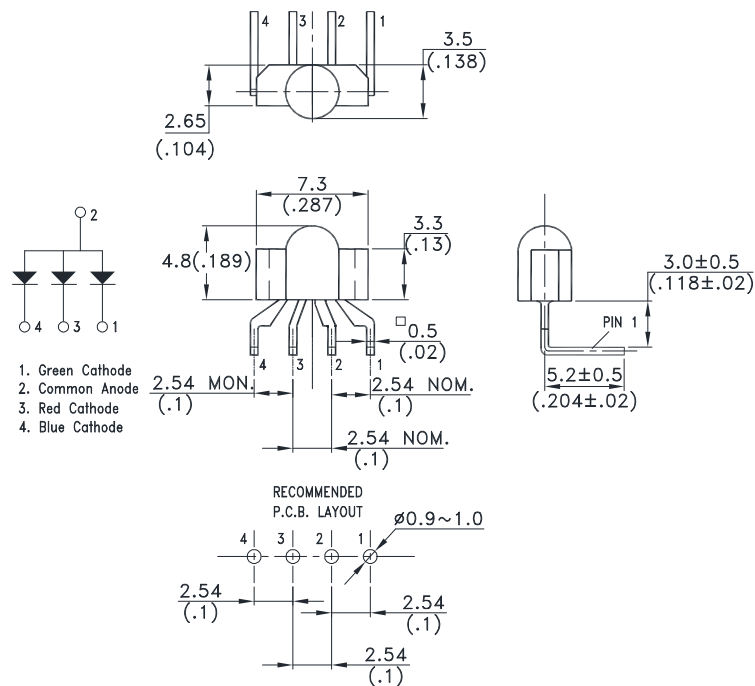 4 3 2 1
3.5
(.138)
2.65
(.104)
7.3
(.287)
3.3
(.13)
4.8(.189)
2
4 3 1
1. Green Cathode
2. Common Anode
3. Red Cathode
4. Blue Cathode
0.5
(.02)
4 3 2 1
2.54 MON.
(.1)
2.54 NOM.
(.1)
2.54 NOM.
(.1)
3.0±0.5
(.118±.02)
PIN 1
5.2±0.5
(.204±.02)
RECOMMENDED
P.C.B. LAYOUT
ø0.9~1.0
4 3 2 1
2.54
(.1)
2.54
(.1)
2.54
(.1)